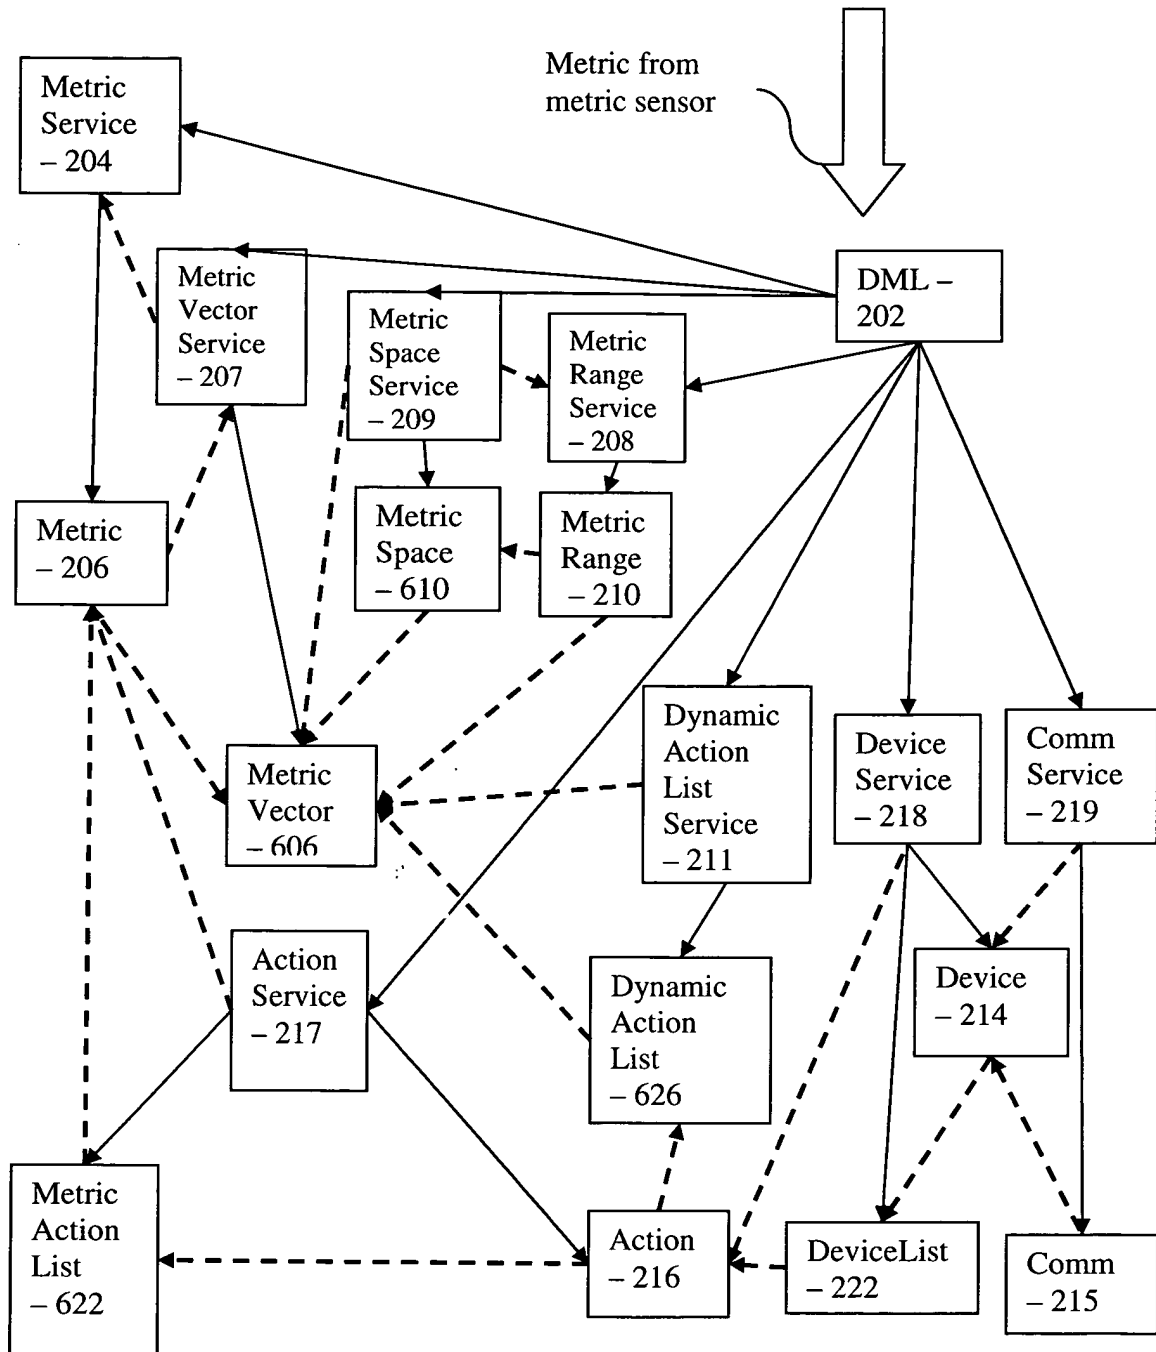 Metric from
metric sensor
Metric
Service
– 204
DML –
202
Metric
Vector
Service
– 207
Metric
Space
Service
– 209
Metric
Range
Service
– 208
Metric
– 206
Metric
Space
– 610
Metric
Range
– 210
Metric
Vector
– 606
Dynamic
Action
List
Service
– 211
Device
Service
– 218
Comm
Service
– 219
Action
Service
– 217
Dynamic
Action
List
– 626
Device
– 214
Metric
Action
List
– 622
Action
– 216
DeviceList
– 222
Comm
– 215